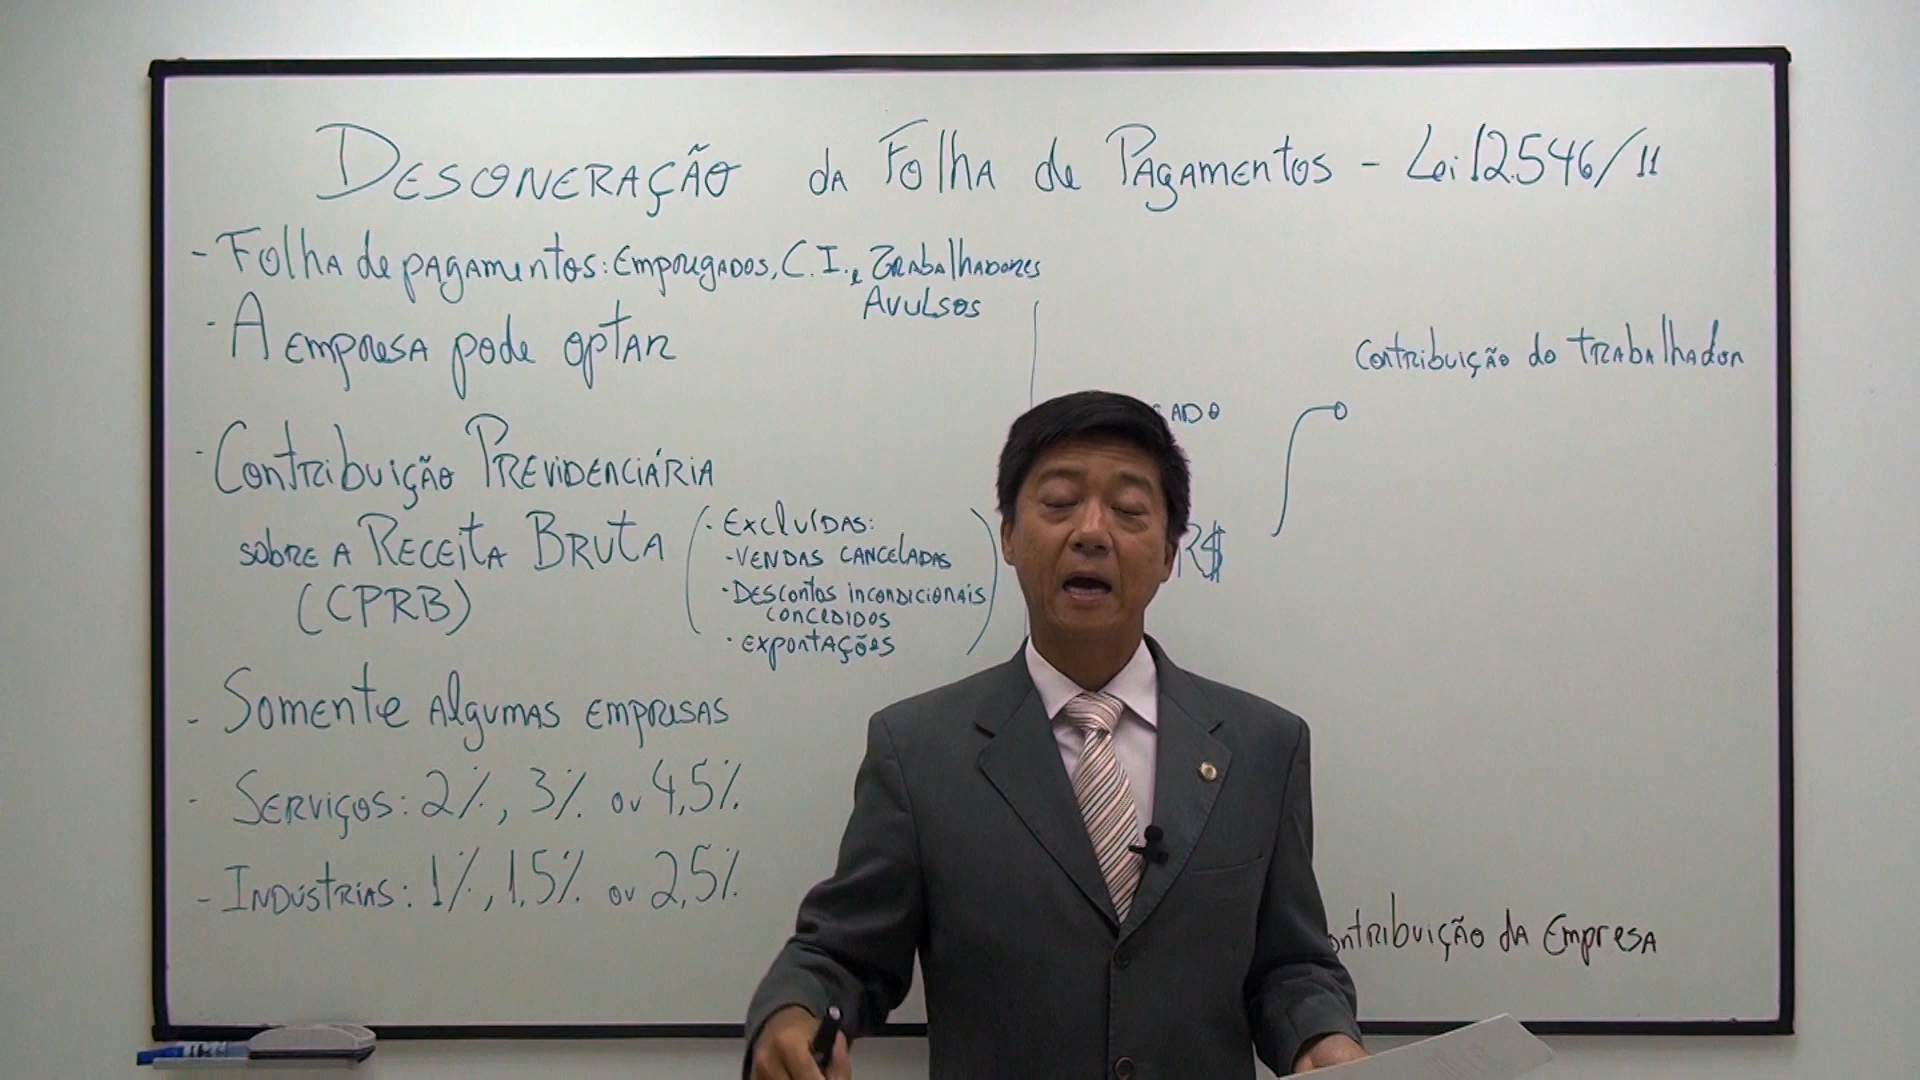 DESONERAÇÃO da Folha de Pagamentos - Lei 12.546/11
- Folha de pagamentos: Empregados, C.I. e Trabalhadores
Avulsos
- A empresa pode optar
- Contribuição Previdenciária
sobre a Receita Bruta
(CPRB)
- Excluídas:
- Vendas canceladas
- Descontos incondicionais
concedidos
- exportações
- Somente algumas empresas
- Serviços: 2%, 3% ou 4,5%
- Indústrias: 1%, 1,5% ou 2,5%
Contribuição do trabalhador
R$
ontribuição da Empresa